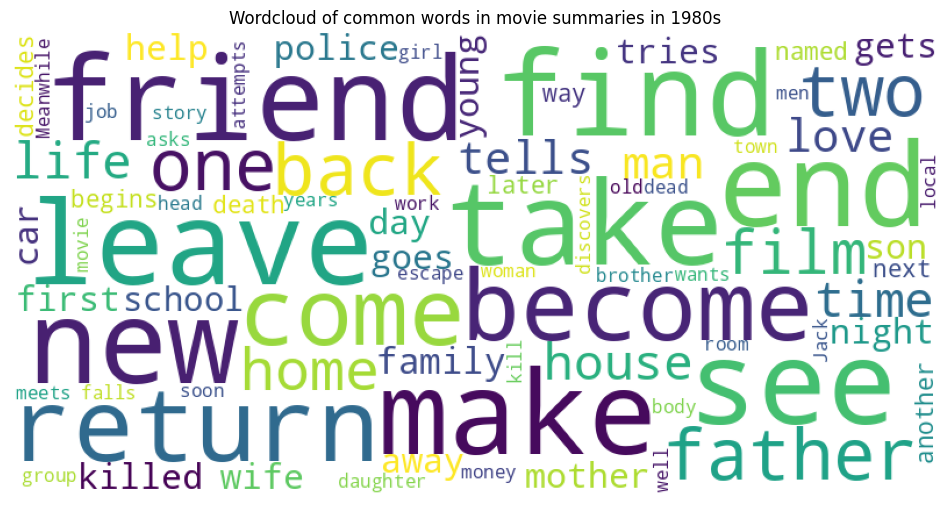 Wordcloud of common words in movie summaries in 1980s
decides
Meanwhile
help
police
girl
young
tries
named
gets
friend
find
attempts
job
story
way
men
two
asks
love
town
life
one
back
tells
man
end
local
begins
head
death
years
work
later
old
dead
discovers
car
movie
leave
day
take
goes
escape
woman
brother
wants
film
son
next
first
school
come
become
time
new
home
family
kill
house
room
Jack
night
meets
falls
soon
return
make
see
body
father
another
group
killed
wife
daughter
away
money
mother
well